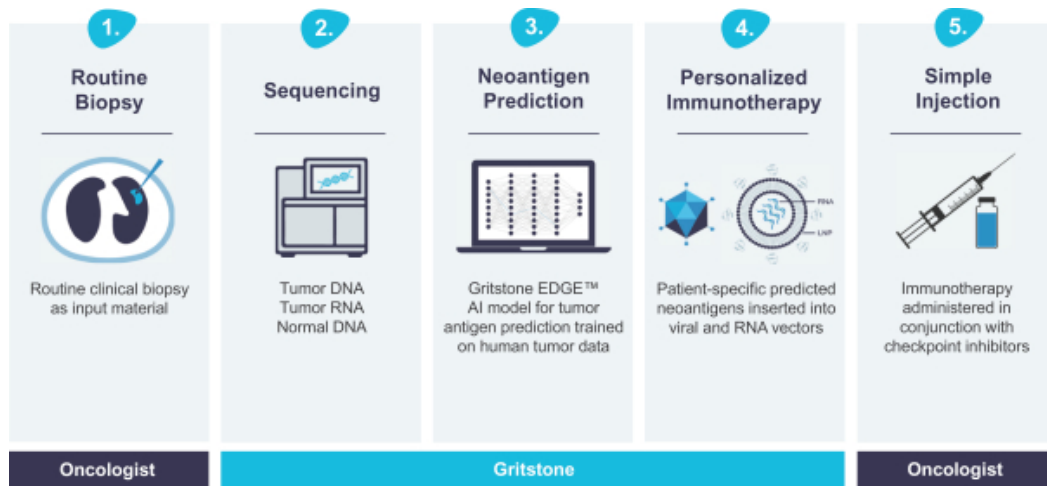 1.
Routine
Biopsy
Routine clinical biopsy
as input material
2.
Sequencing
Tumor DNA
Tumor RNA
Normal DNA
3.
Neoantigen
Prediction
Gritstone EDGE™
AI model for tumor
antigen prediction trained
on human tumor data
4.
Personalized
Immunotherapy
RNA
LNP
Patient-specific predicted
neoantigens inserted into
viral and RNA vectors
5.
Simple
Injection
Immunotherapy
administered in
conjunction with
checkpoint inhibitors
Oncologist
Gritstone
Oncologist